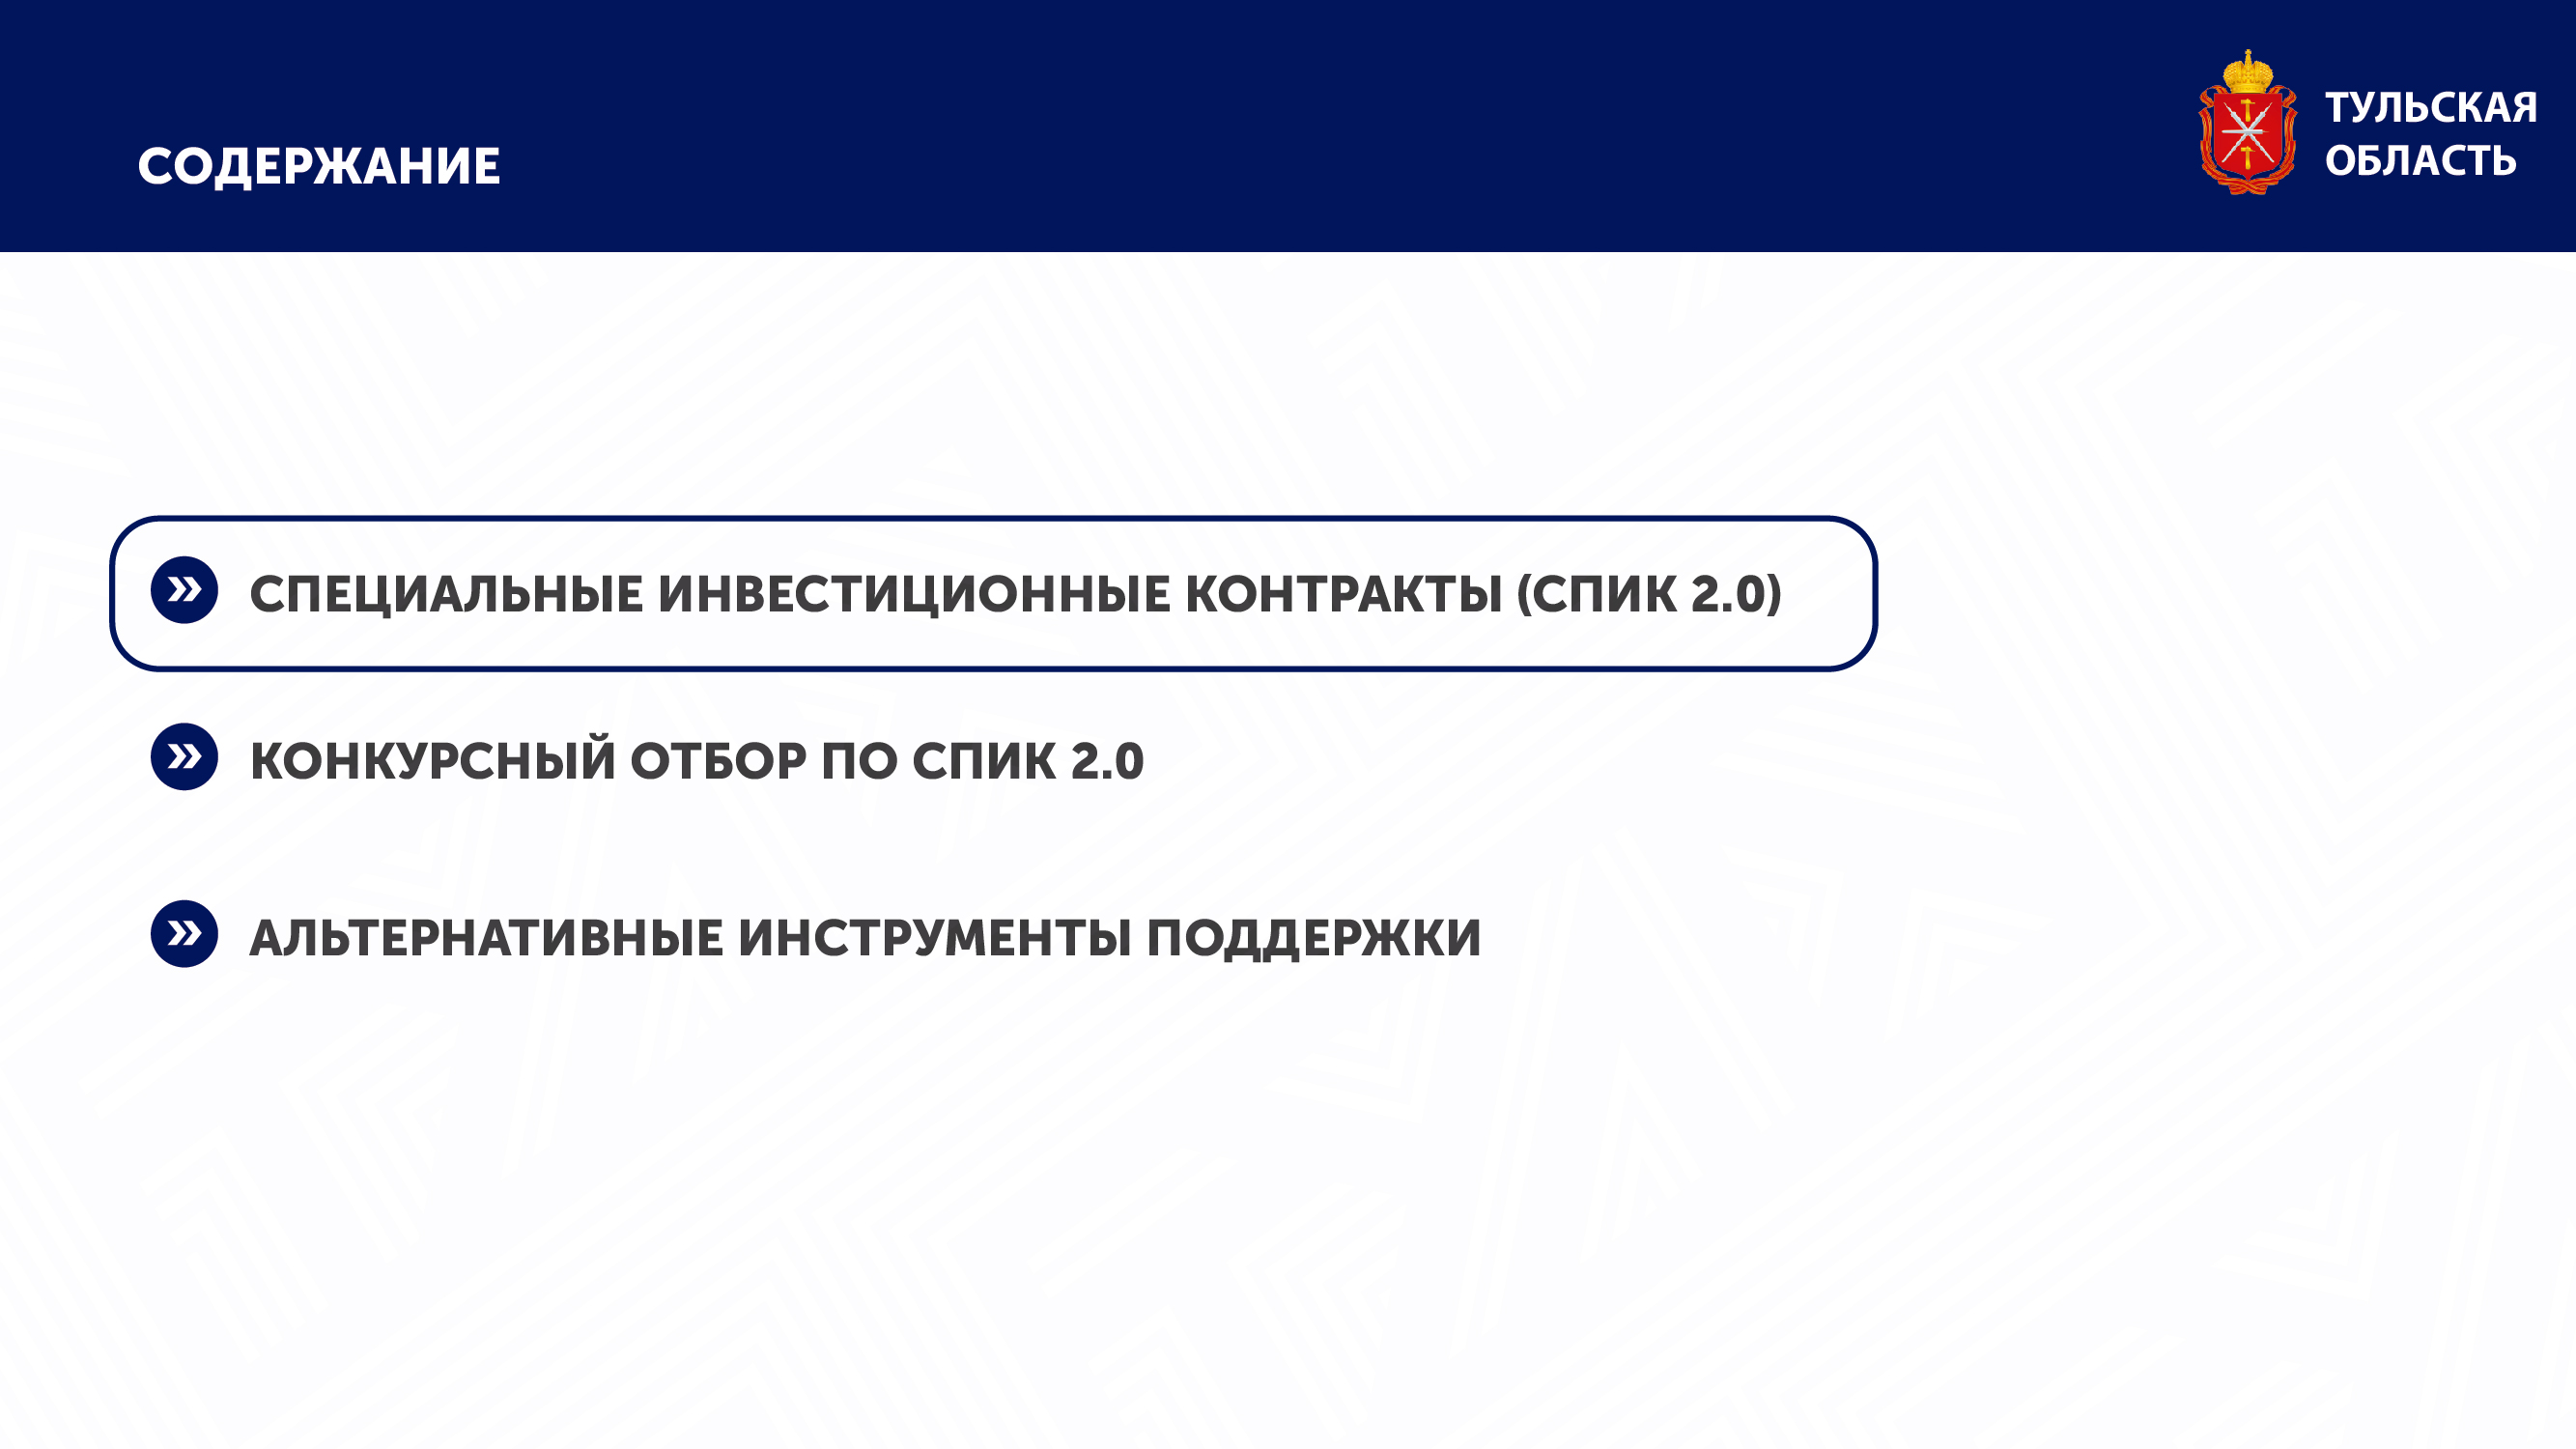 СОДЕРЖАНИЕ
ТУЛЬСКАЯ
ОБЛАСТЬ
СПЕЦИАЛЬНЫЕ ИНВЕСТИЦИОННЫЕ КОНТРАКТЫ (СПИК 2.0)
КОНКУРСНЫЙ ОТБОР ПО СПИК 2.0
АЛЬТЕРНАТИВНЫЕ ИНСТРУМЕНТЫ ПОДДЕРЖКИ